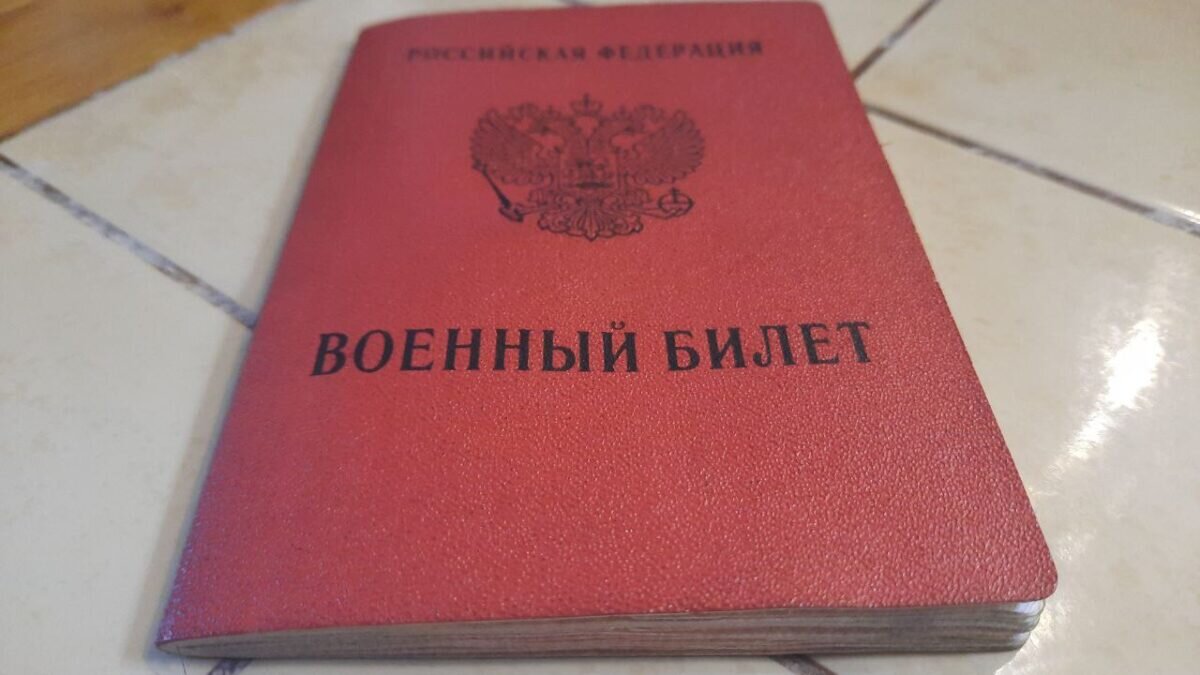 РОССИЙСКАЯ ФЕДЕРАЦИЯ
ВОЕННЫЙ БИЛЕТ